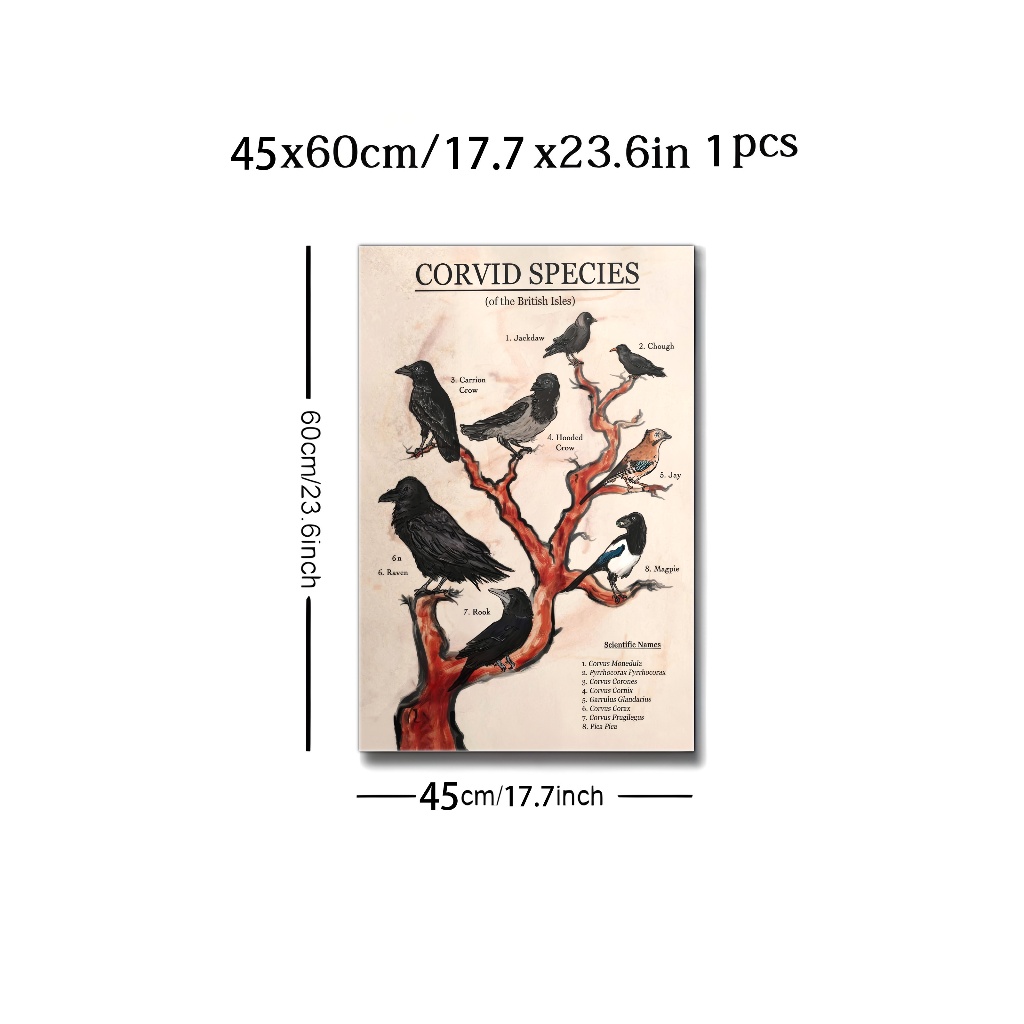 45x60cm/17.7 x23.6in 1pcs
CORVID SPECIES
(of the British Isles)
1. Jackdaw
2. Chough
3. Carrion
Crow
4. Hooded
Crow
5. Jay
6n
6. Raven
7. Rook
8. Magpie
Scientific Names
1. Corvus Monedula
2. Pyrrhocorax Pyrrhocorax
3. Corvus Corones
4. Corvus Cornix
5. Garrulus Glandarius
6. Corvus Corax
7. Corvus Frugilegus
8. Pica Pica
60cm/23.6inch
45cm/17.7inch